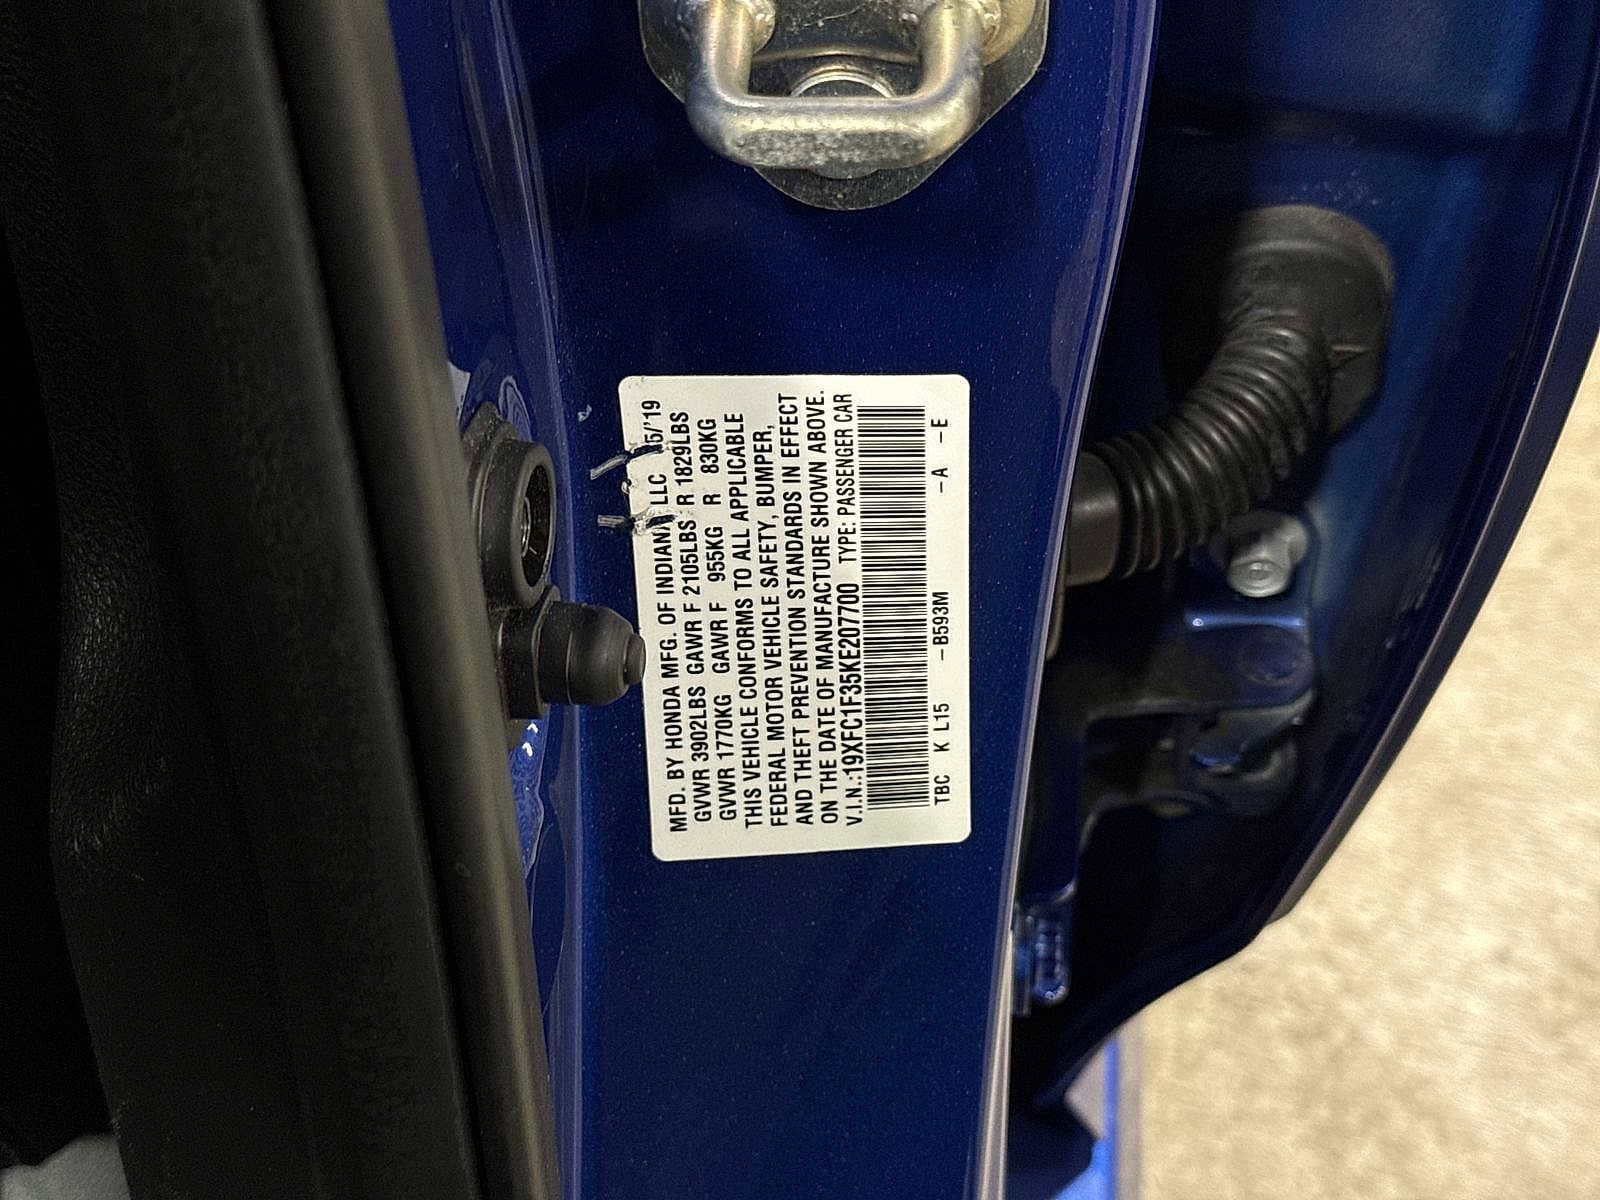 MFD. BY HONDA MFG. OF INDIANA LLC 5/'19
GVWR 3902LBS GAWR F 2105LBS R 1829LBS
GVWR 1770KG GAWR F 955KG R 830KG
THIS VEHICLE CONFORMS TO ALL APPLICABLE
FEDERAL MOTOR VEHICLE SAFETY, BUMPER,
AND THEFT PREVENTION STANDARDS IN EFFECT
ON THE DATE OF MANUFACTURE SHOWN ABOVE.
V.I.N.:19XFC1F35KE207700 TYPE: PASSENGER CAR
TBC K L15 -B593M -A -E